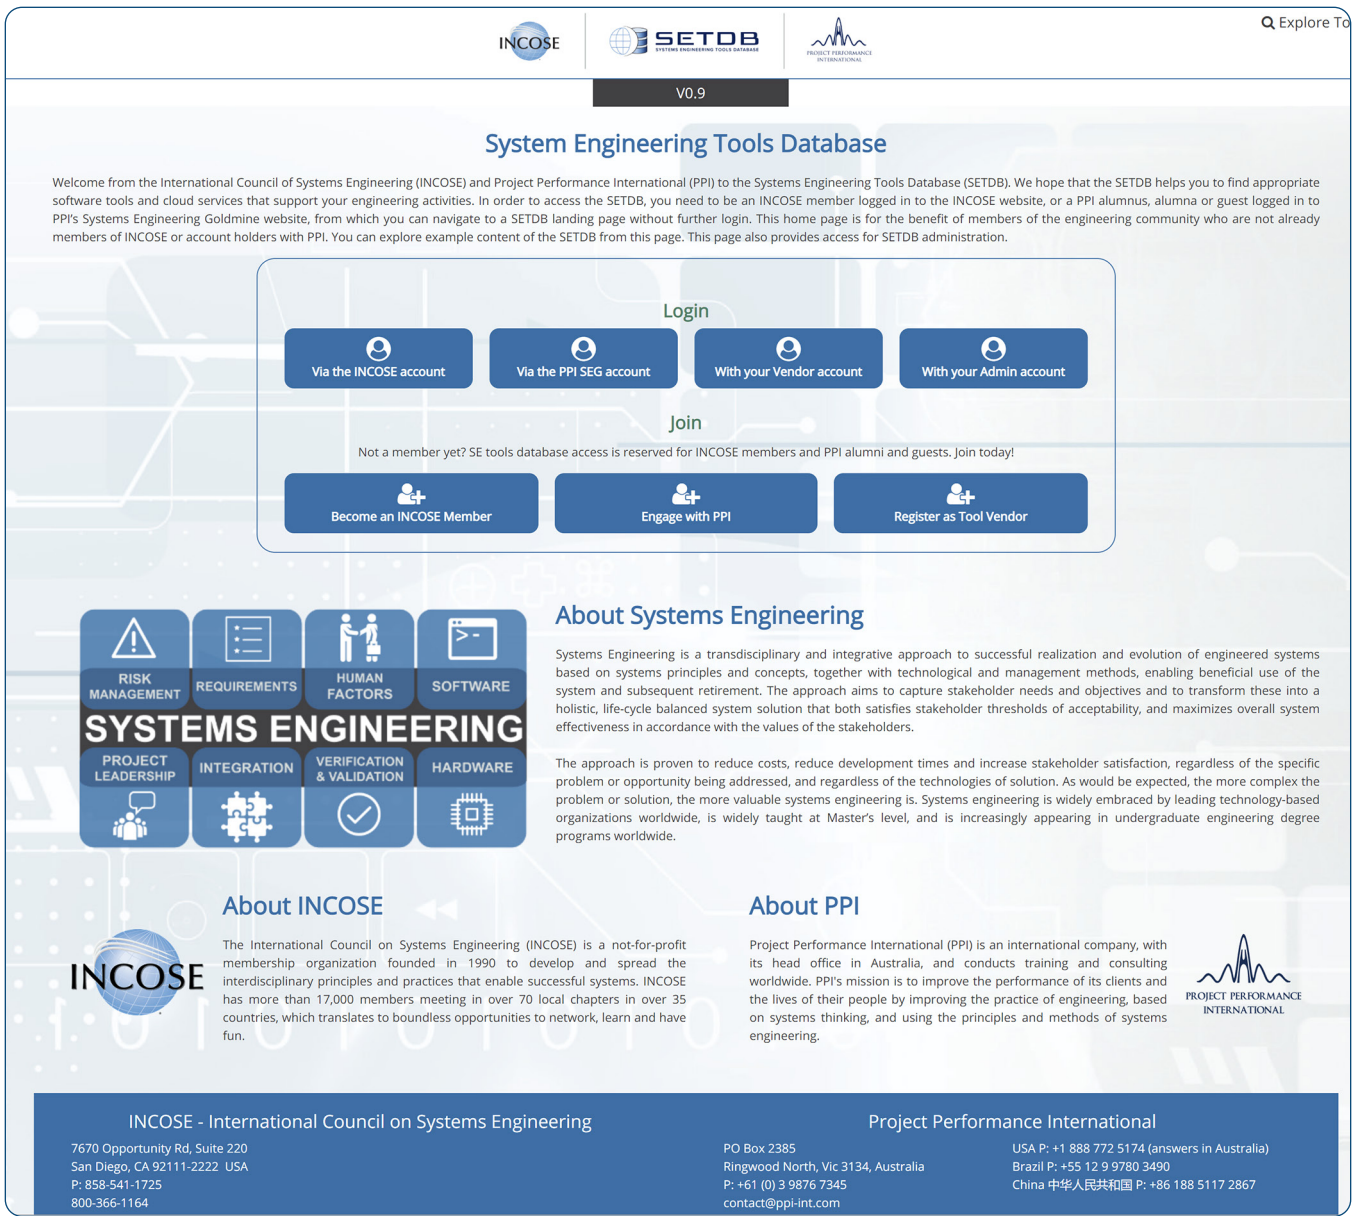 INCOSE
SETDB
SYSTEMS ENGINEERING TOOLS DATABASE
PROJECT PERFORMANCE
INTERNATIONAL
Explore To
V0.9
System Engineering Tools Database
Welcome from the International Council of Systems Engineering (INCOSE) and Project Performance International (PPI) to the Systems Engineering Tools Database (SETDB). We hope that the SETDB helps you to find appropriate
software tools and cloud services that support your engineering activities. In order to access the SETDB, you need to be an INCOSE member logged in to the INCOSE website, or a PPI alumnus, alumna or guest logged in to
PPI's Systems Engineering Goldmine website, from which you can navigate to a SETDB landing page without further login. This home page is for the benefit of members of the engineering community who are not already
members of INCOSE or account holders with PPI. You can explore example content of the SETDB from this page. This page also provides access for SETDB administration.
Login
Via the INCOSE account
Via the PPI SEG account
With your Vendor account
With your Admin account
Join
Not a member yet? SE tools database access is reserved for INCOSE members and PPI alumni and guests. Join today!
Become an INCOSE Member
Engage with PPI
Register as Tool Vendor
RISK
MANAGEMENT
REQUIREMENTS
HUMAN
FACTORS
SOFTWARE
SYSTEMS ENGINEERING
PROJECT
LEADERSHIP
INTEGRATION
VERIFICATION
& VALIDATION
HARDWARE
About Systems Engineering
Systems Engineering is a transdisciplinary and integrative approach to successful realization and evolution of engineered systems
based on systems principles and concepts, together with technological and management methods, enabling beneficial use of the
system and subsequent retirement. The approach aims to capture stakeholder needs and objectives and to transform these into a
holistic, life-cycle balanced system solution that both satisfies stakeholder thresholds of acceptability, and maximizes overall system
effectiveness in accordance with the values of the stakeholders.
The approach is proven to reduce costs, reduce development times and increase stakeholder satisfaction, regardless of the specific
problem or opportunity being addressed, and regardless of the technologies of solution. As would be expected, the more complex the
problem or solution, the more valuable systems engineering is. Systems engineering is widely embraced by leading technology-based
organizations worldwide, is widely taught at Master's level, and is increasingly appearing in undergraduate engineering degree
programs worldwide.
About INCOSE
INCOSE
The International Council on Systems Engineering (INCOSE) is a not-for-profit
membership organization founded in 1990 to develop and spread the
interdisciplinary principles and practices that enable successful systems. INCOSE
has more than 17,000 members meeting in over 70 local chapters in over 35
countries, which translates to boundless opportunities to network, learn and have
fun.
About PPI
Project Performance International (PPI) is an international company, with
its head office in Australia, and conducts training and consulting
worldwide. PPI's mission is to improve the performance of its clients and
the lives of their people by improving the practice of engineering, based
on systems thinking, and using the principles and methods of systems
engineering.
PROJECT PERFORMANCE
INTERNATIONAL
INCOSE - International Council on Systems Engineering
7670 Opportunity Rd, Suite 220
San Diego, CA 92111-2222 USA
P: 858-541-1725
800-366-1164
Project Performance International
PO Box 2385
Ringwood North, Vic 3134, Australia
P: +61 (0) 3 9876 7345
contact@ppi-int.com
USA P: +1 888 772 5174 (answers in Australia)
Brazil P: +55 12 9 9780 3490
China 中华人民共和国 P: +86 188 5117 2867